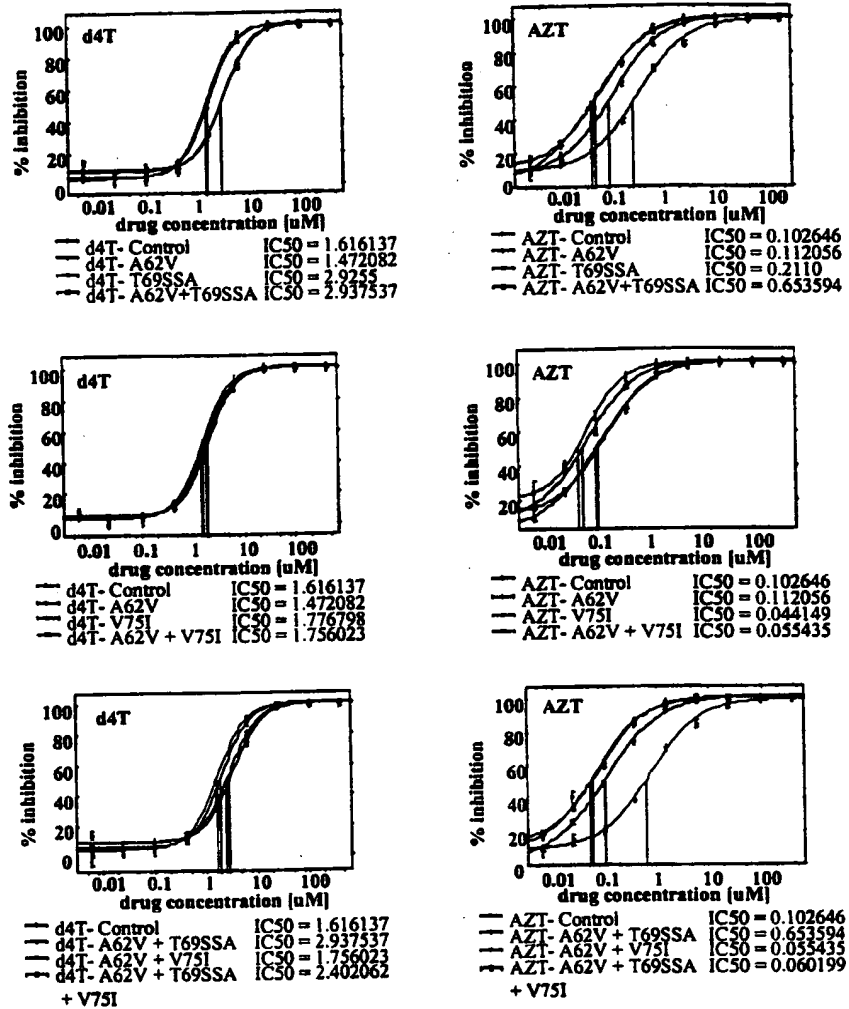 d4T
100
80
60
40
20
0
% inhibition
0.01 0.1 1 10 100
drug concentration [uM]
d4T- Control IC50 = 1.616137
d4T- A62V IC50 = 1.472082
d4T- T69SSA IC50 = 2.9255
d4T- A62V+T69SSA IC50 = 2.937537
AZT
100
80
60
40
20
0
% inhibition
0.01 0.1 1 10 100
drug concentration [uM]
AZT- Control IC50 = 0.102646
AZT- A62V IC50 = 0.112056
AZT- T69SSA IC50 = 0.2110
AZT- A62V+T69SSA IC50 = 0.653594
d4T
100
80
60
40
20
0
% inhibition
0.01 0.1 1 10 100
drug concentration [uM]
d4T- Control IC50 = 1.616137
d4T- A62V IC50 = 1.472082
d4T- V75I IC50 = 1.776798
d4T- A62V + V75I IC50 = 1.756023
AZT
100
80
60
40
20
% inhibition
0.01 0.1 1 10 100
drug concentration [uM]
AZT- Control IC50 = 0.102646
AZT- A62V IC50 = 0.112056
AZT- V75I IC50 = 0.044149
AZT- A62V + V75I IC50 = 0.055435
d4T
100
80
60
40
20
0
% inhibition
0.01 0.1 1 10 100
drug concentration [uM]
d4T- Control IC50 = 1.616137
d4T- A62V + T69SSA IC50 = 2.937537
d4T- A62V + V75I IC50 = 1.756023
d4T- A62V + T69SSA IC50 = 2.402062
+ V75I
AZT
100
80
60
40
20
0
% inhibition
0.01 0.1 1 10 100
drug concentration [uM]
AZT- Control IC50 = 0.102646
AZT- A62V + T69SSA IC50 = 0.653594
AZT- A62V + V75I IC50 = 0.055435
AZT- A62V + T69SSA IC50 = 0.060199
+ V75I